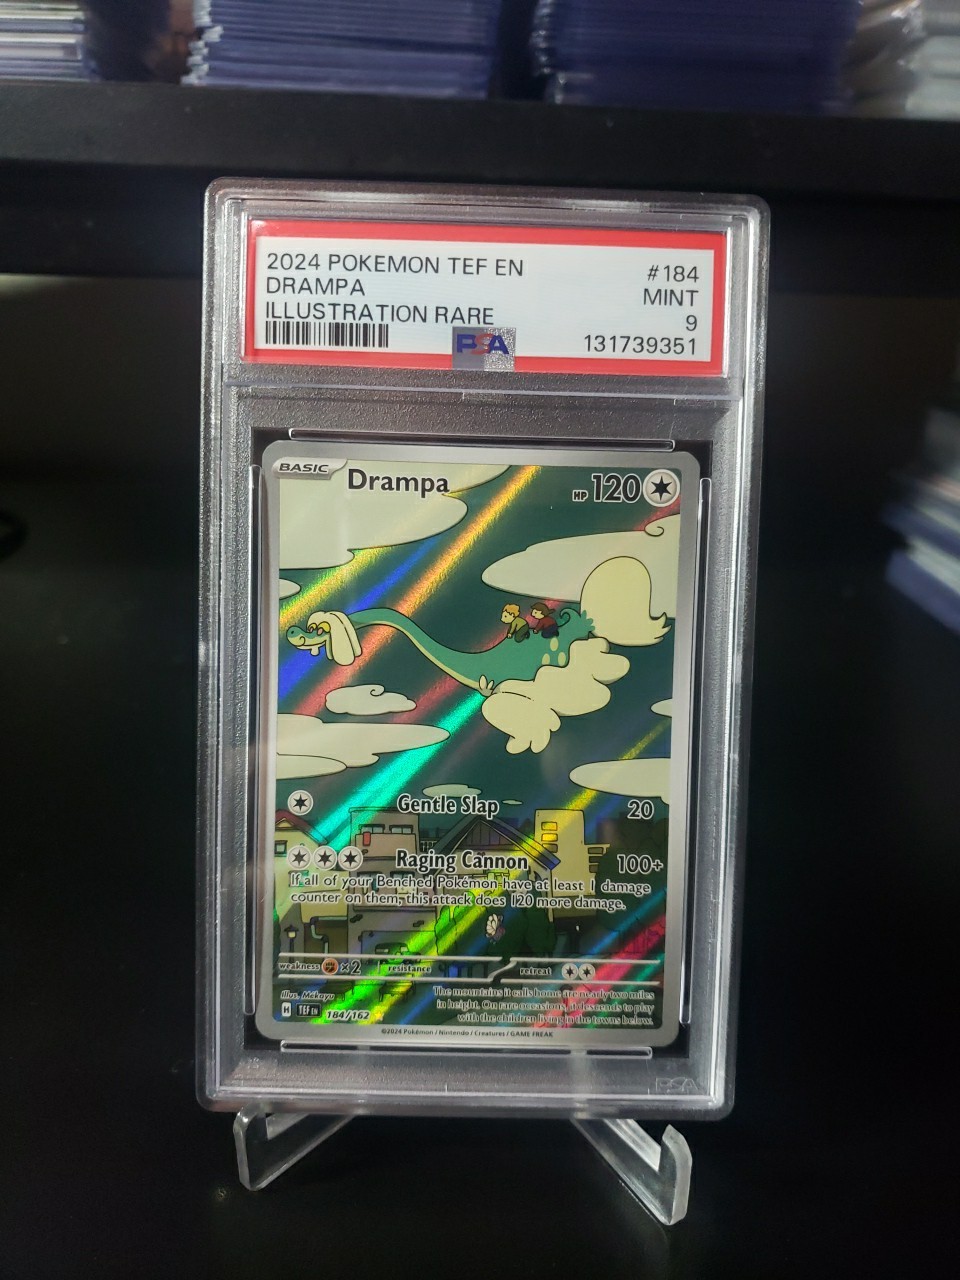 2024 POKEMON TEF EN #184
DRAMPA MINT
ILLUSTRATION RARE 9
PSA 131739351
BASIC Drampa HP 120
Gentle Slap 20
Raging Cannon 100+
If all of your Benched Pokémon have at least 1 damage
counter on them, this attack does 120 more damage.
weakness ×2 resistance retreat
Illus. Mékayu
The mountains it calls home are nearly two miles
in height. On rare occasions, it descends to play
with the children living in the towns below.
H TEF EN 184/162
©2024 Pokémon / Nintendo / Creatures / GAME FREAK
PSA